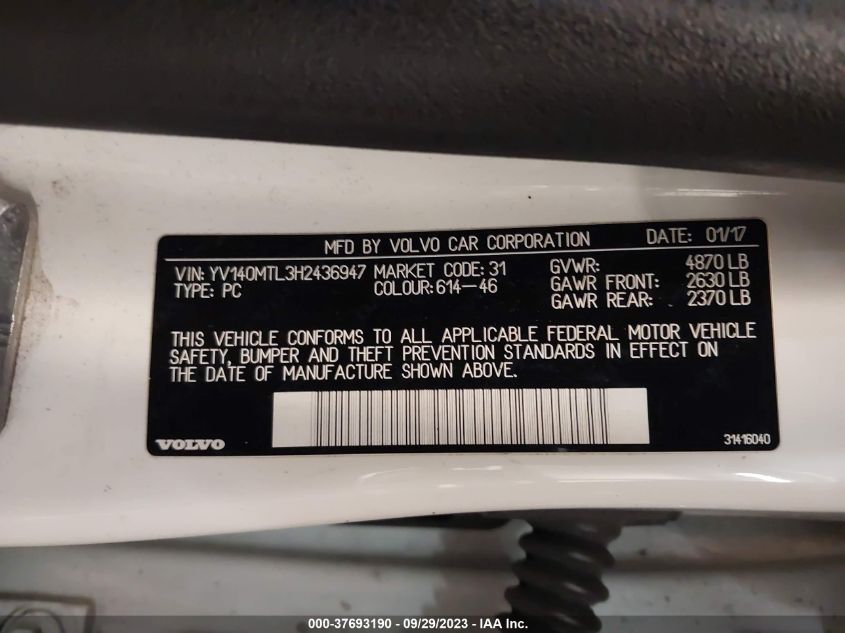 MFD BY VOLVO CAR CORPORATION DATE: 01/17
VIN: YV140MTL3H2436947 MARKET CODE: 31 GVWR: 4870 LB
TYPE: PC COLOUR: 614-46 GAWR FRONT: 2630 LB
GAWR REAR: 2370 LB
THIS VEHICLE CONFORMS TO ALL APPLICABLE FEDERAL MOTOR VEHICLE
SAFETY, BUMPER AND THEFT PREVENTION STANDARDS IN EFFECT ON
THE DATE OF MANUFACTURE SHOWN ABOVE.
VOLVO 31416040
000-37693190 - 09/29/2023 - IAA Inc.